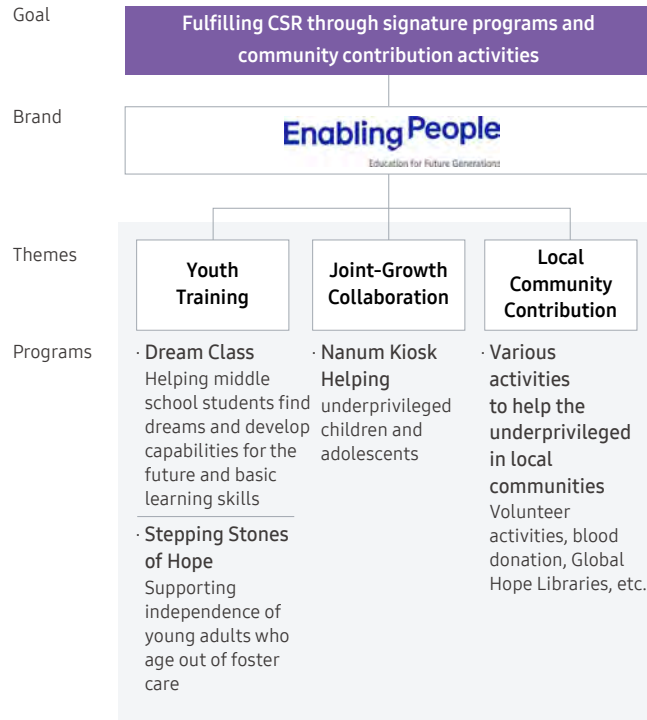 Goal
Fulfilling CSR through signature programs and
community contribution activities
Brand
Enabling People
Education for Future Generations
Themes
Youth
Training
Joint-Growth
Collaboration
Local
Community
Contribution
Programs
· Dream Class
Helping middle
school students find
dreams and develop
capabilities for the
future and basic
learning skills
· Stepping Stones
of Hope
Supporting
independence of
young adults who
age out of foster
care
· Nanum Kiosk
Helping
underprivileged
children and
adolescents
· Various
activities
to help the
underprivileged
in local
communities
Volunteer
activities, blood
donation, Global
Hope Libraries, etc.